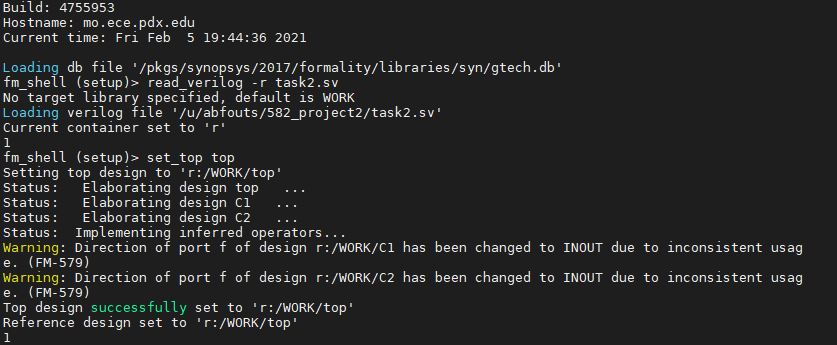 Build: 4755953
Hostname: mo.ece.pdx.edu
Current time: Fri Feb  5 19:44:36 2021
Loading db file '/pkgs/synopsys/2017/formality/libraries/syn/gtech.db'
fm_shell (setup)> read_verilog -r task2.sv
No target library specified, default is WORK
Loading verilog file '/u/abfouts/582_project2/task2.sv'
Current container set to 'r'
1
fm_shell (setup)> set_top top
Setting top design to 'r:/WORK/top'
Status:   Elaborating design top   ...
Status:   Elaborating design C1   ...
Status:   Elaborating design C2   ...
Status:  Implementing inferred operators...
Warning: Direction of port f of design r:/WORK/C1 has been changed to INOUT due to inconsistent usag
e. (FM-579)
Warning: Direction of port f of design r:/WORK/C2 has been changed to INOUT due to inconsistent usag
e. (FM-579)
Top design successfully set to 'r:/WORK/top'
Reference design set to 'r:/WORK/top'
1